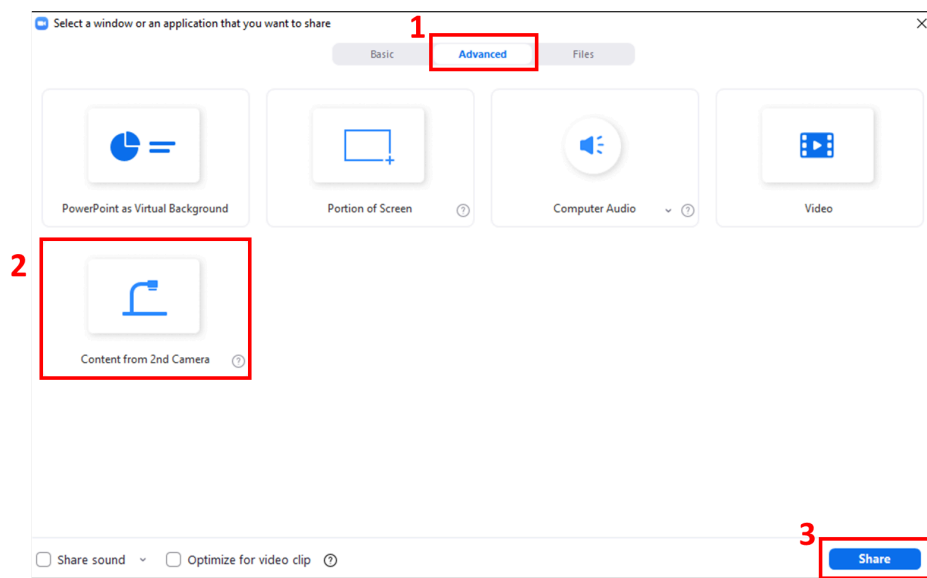 Select a window or an application that you want to share
1
Basic Advanced Files
PowerPoint as Virtual Background
Portion of Screen ?
Computer Audio ?
Video
2
Content from 2nd Camera ?
3
Share sound Optimize for video clip ? Share